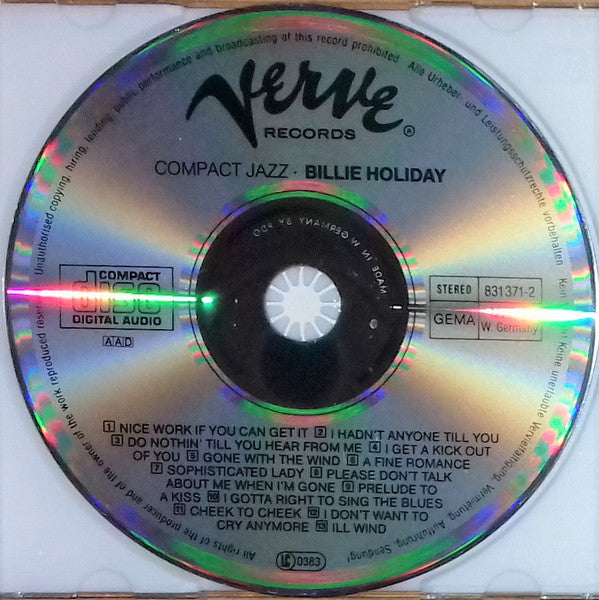 Unauthorised copying, hiring, lending, public performance and broadcasting of this record prohibited. Alle Urheber- und Leistungsschutzrechte vorbehalten.
VERVE
RECORDS ®
COMPACT JAZZ · BILLIE HOLIDAY
MADE IN W. GERMANY BY PDO
COMPACT
disc
DIGITAL AUDIO
AAD
STEREO 831 371-2
GEMA
W. Germany
1 NICE WORK IF YOU CAN GET IT 2 I HADN'T ANYONE TILL YOU
3 DO NOTHIN' TILL YOU HEAR FROM ME 4 I GET A KICK OUT
OF YOU 5 GONE WITH THE WIND 6 A FINE ROMANCE
7 SOPHISTICATED LADY 8 PLEASE DON'T TALK
ABOUT ME WHEN I'M GONE 9 PRELUDE TO
A KISS 10 I GOTTA RIGHT TO SING THE BLUES
11 CHEEK TO CHEEK 12 I DON'T WANT TO
CRY ANYMORE 13 ILL WIND
LC 0383
Keine unerlaubte Vervielfältigung, Vermietung, Aufführung, Sendung!
All rights of the producer and of the owner of the work reproduced